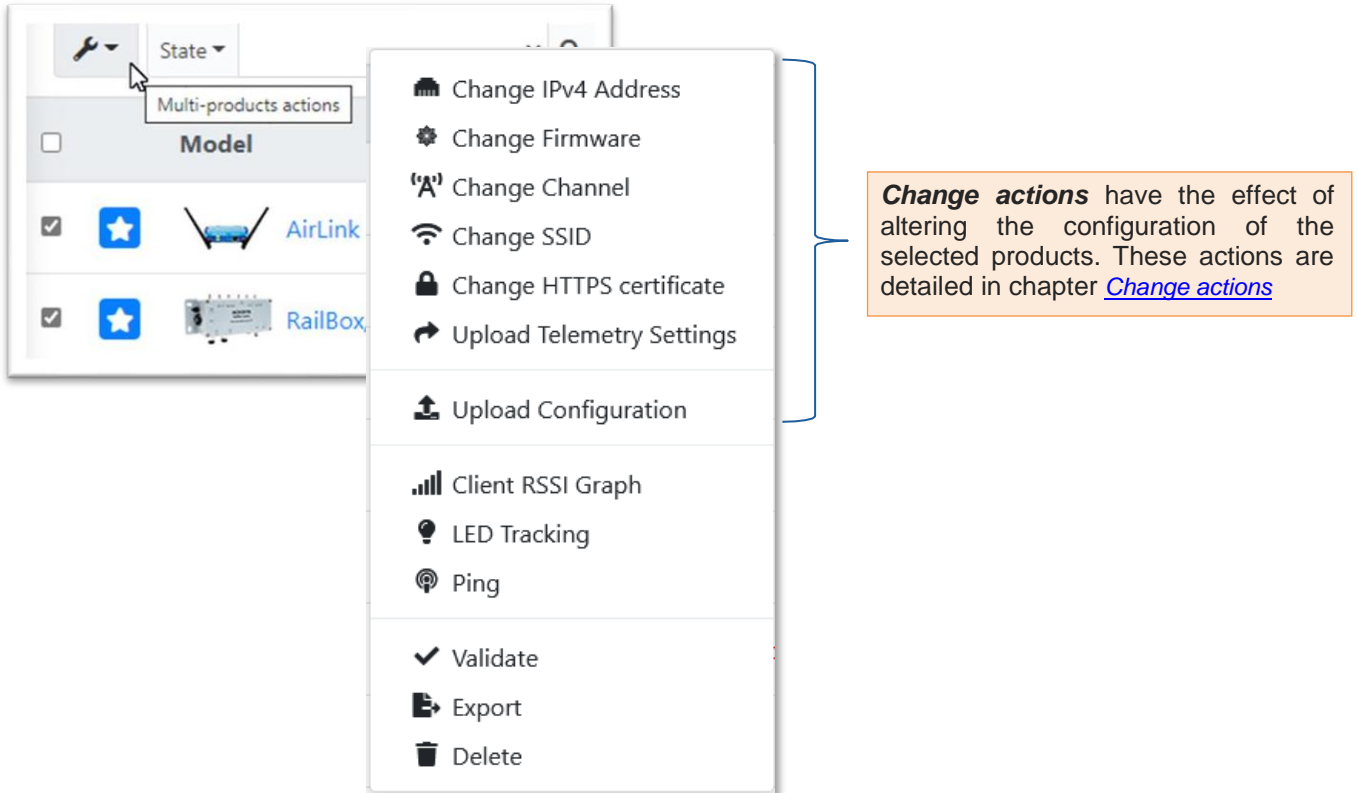 State
Multi-products actions
Model
AirLink
RailBox
Change IPv4 Address
Change Firmware
Change Channel
Change SSID
Change HTTPS certificate
Upload Telemetry Settings
Upload Configuration
Client RSSI Graph
LED Tracking
Ping
Validate
Export
Delete
Change actions have the effect of
altering the configuration of the
selected products. These actions are
detailed in chapter Change actions